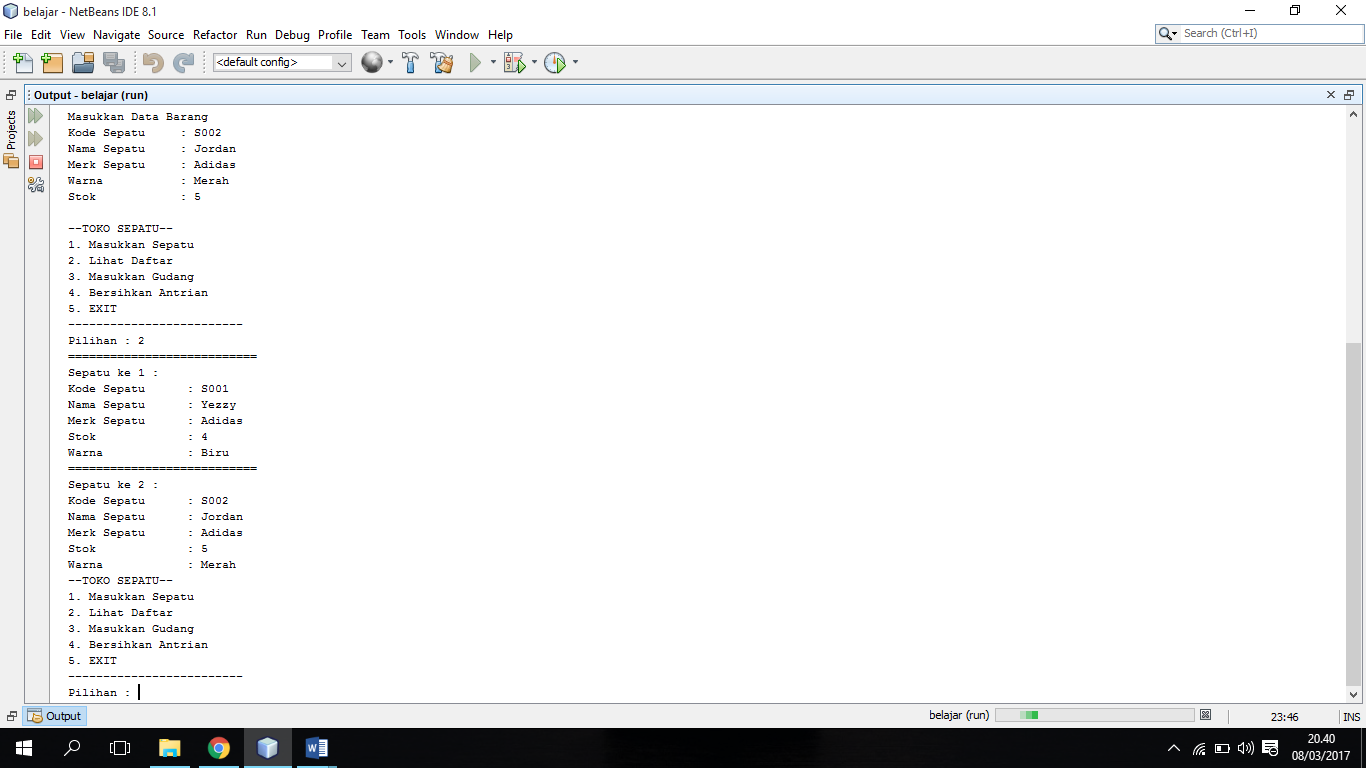 belajar - NetBeans IDE 8.1
File Edit View Navigate Source Refactor Run Debug Profile Team Tools Window Help
Search (Ctrl+I)
<default config>
Output - belajar (run)
Projects
Masukkan Data Barang
Kode Sepatu : S002
Nama Sepatu : Jordan
Merk Sepatu : Adidas
Warna : Merah
Stok : 5
--TOKO SEPATU--
1. Masukkan Sepatu
2. Lihat Daftar
3. Masukkan Gudang
4. Bersihkan Antrian
5. EXIT
-------------------------
Pilihan : 2
===========================
Sepatu ke 1 :
Kode Sepatu : S001
Nama Sepatu : Yezzy
Merk Sepatu : Adidas
Stok : 4
Warna : Biru
===========================
Sepatu ke 2 :
Kode Sepatu : S002
Nama Sepatu : Jordan
Merk Sepatu : Adidas
Stok : 5
Warna : Merah
--TOKO SEPATU--
1. Masukkan Sepatu
2. Lihat Daftar
3. Masukkan Gudang
4. Bersihkan Antrian
5. EXIT
-------------------------
Pilihan :
Output
belajar (run)
23:46
INS
20.40
08/03/2017